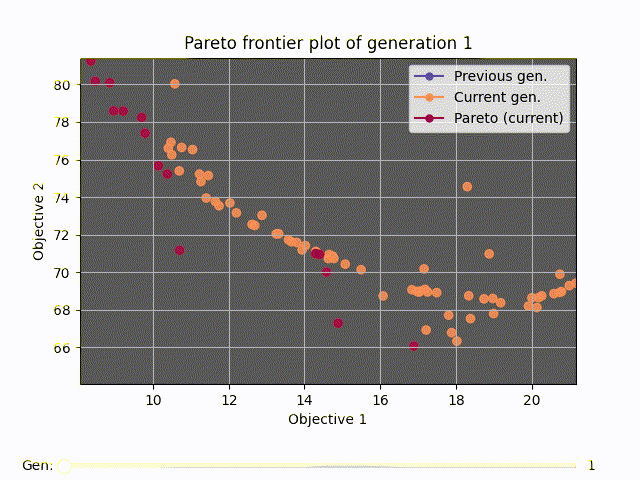 Pareto frontier plot of generation 1
Previous gen.
Current gen.
Pareto (current)
Objective 2
80
78
76
74
72
70
68
66
10 12 14 16 18 20
Objective 1
Gen: 1